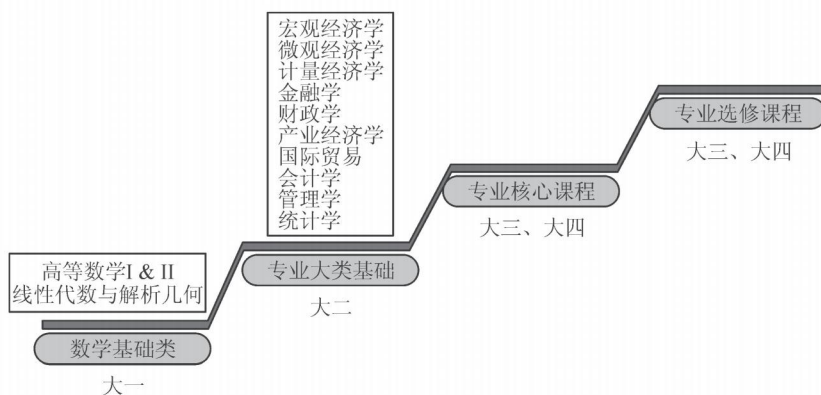 宏观经济学
微观经济学
计量经济学
金融学
财政学
产业经济学
国际贸易
会计学
管理学
统计学
专业选修课程
大三、大四
专业核心课程
大三、大四
高等数学I & II
线性代数与解析几何
专业大类基础
大二
数学基础类
大一